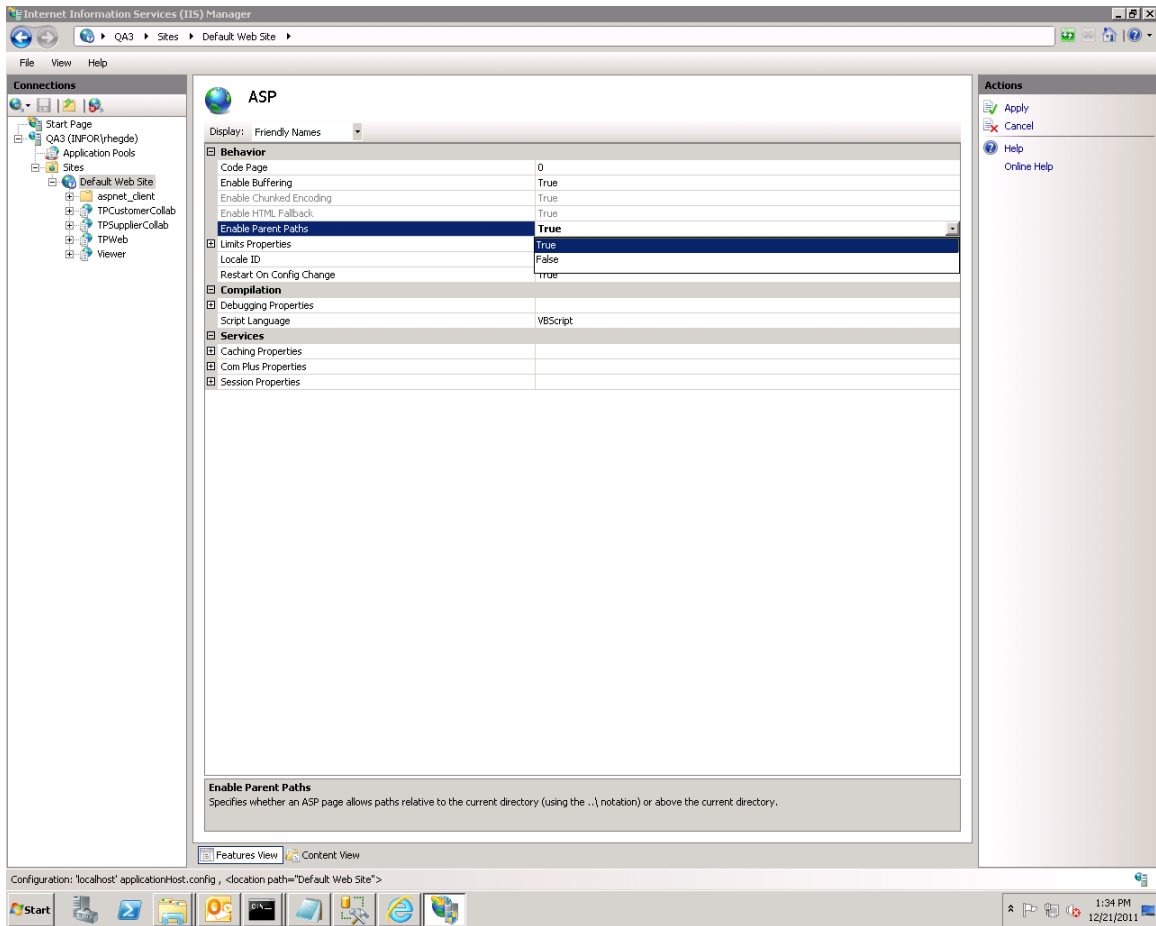 Internet Information Services (IIS) Manager
QA3 Sites Default Web Site
File View Help
Connections
Start Page
QA3 (INFOR\rhegde)
Application Pools
Sites
Default Web Site
aspnet_client
TPCustomerCollab
TPSupplierCollab
TPWeb
Viewer
ASP
Display: Friendly Names
Behavior
Code Page 0
Enable Buffering True
Enable Chunked Encoding True
Enable HTML Fallback True
Enable Parent Paths True
Limits Properties True
Locale ID False
Restart On Config Change True
Compilation
Debugging Properties
Script Language VBScript
Services
Caching Properties
Com Plus Properties
Session Properties
Enable Parent Paths
Specifies whether an ASP page allows paths relative to the current directory (using the ..\ notation) or above the current directory.
Features View Content View
Actions
Apply
Cancel
Help
Online Help
Configuration: 'localhost' applicationHost.config , <location path="Default Web Site">
Start
1:34 PM
12/21/2011